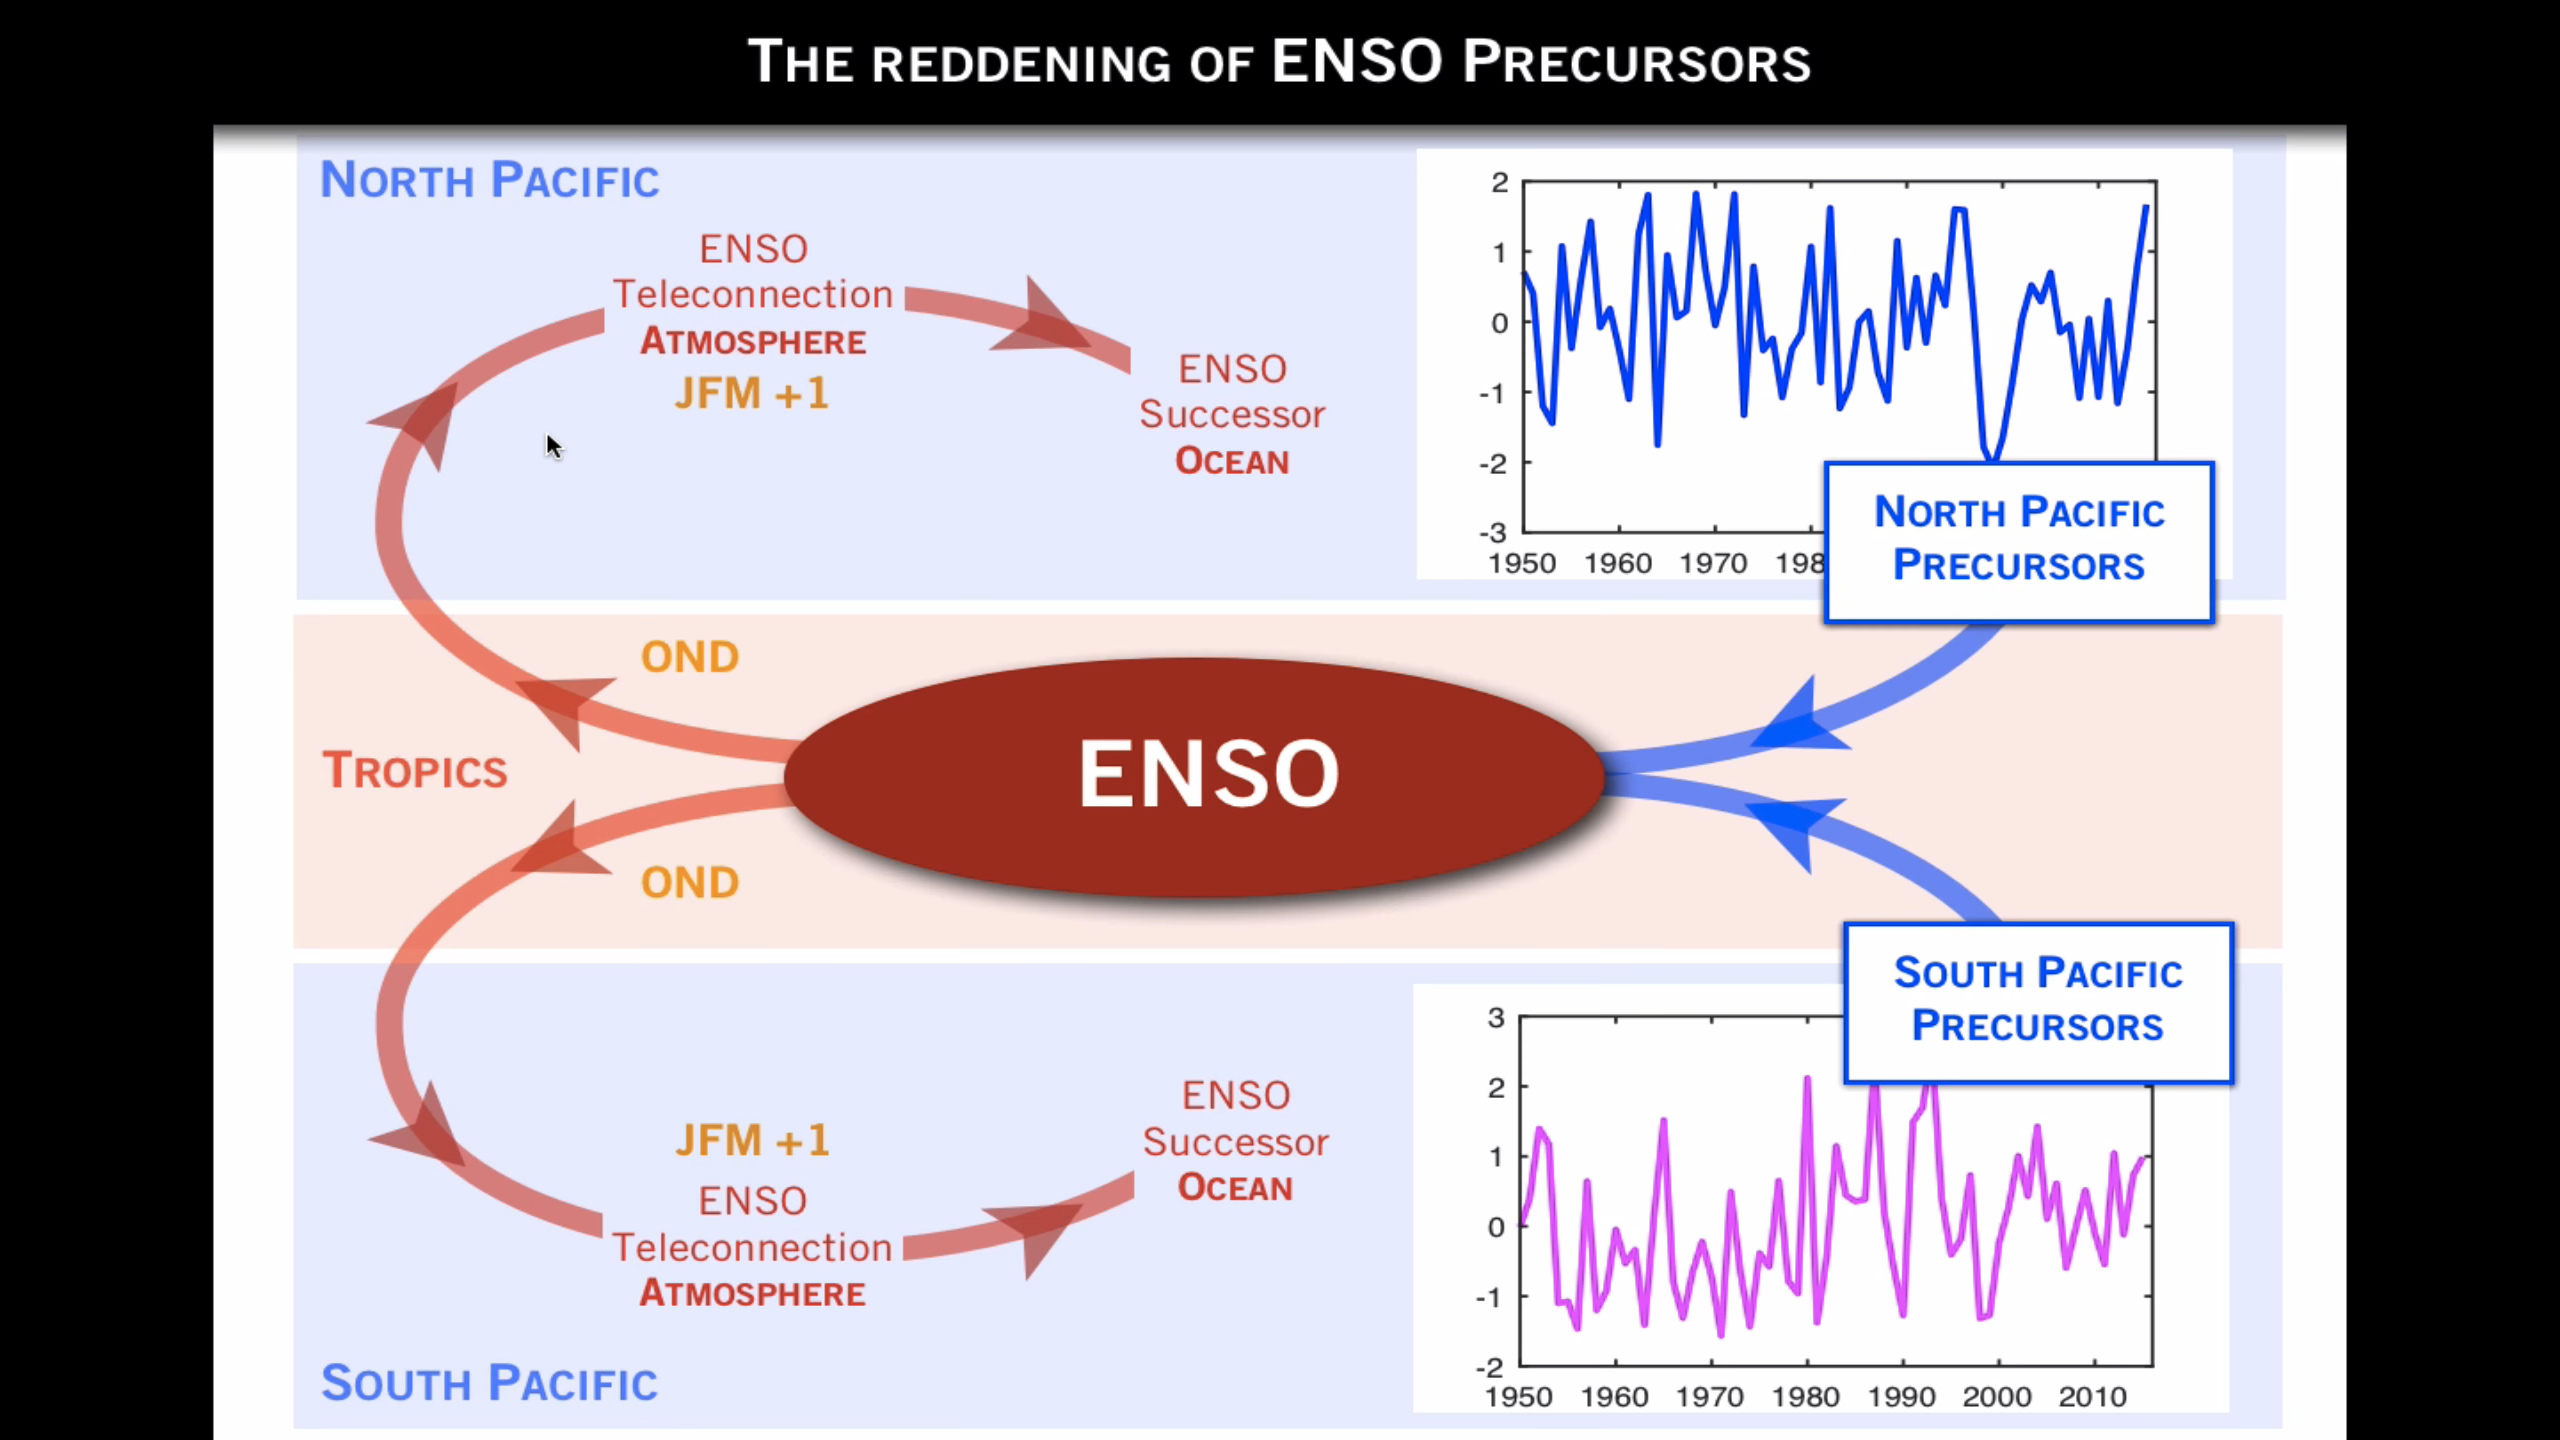 THE REDDENING OF ENSO PRECURSORS
NORTH PACIFIC
ENSO
Teleconnection
ATMOSPHERE
JFM +1
ENSO
Successor
OCEAN
2
1
0
-1
-2
-3
1950 1960 1970 198
NORTH PACIFIC
PRECURSORS
OND
TROPICS
ENSO
OND
SOUTH PACIFIC
PRECURSORS
JFM +1
ENSO
Teleconnection
ATMOSPHERE
ENSO
Successor
OCEAN
3
2
1
0
-1
-2
1950 1960 1970 1980 1990 2000 2010
SOUTH PACIFIC